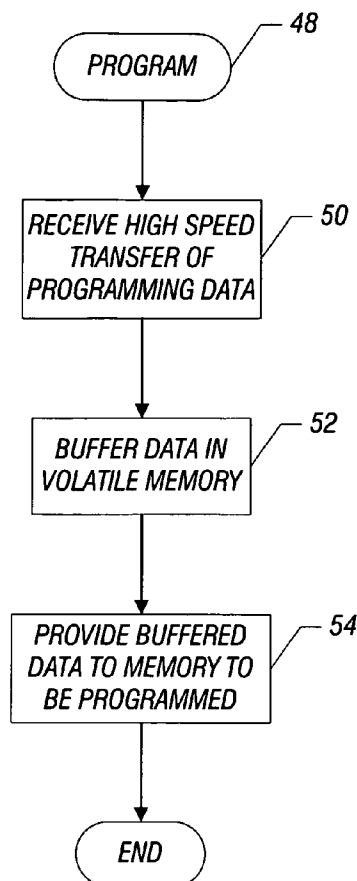 PROGRAM
48
RECEIVE HIGH SPEED
TRANSFER OF
PROGRAMMING DATA
50
BUFFER DATA IN
VOLATILE MEMORY
52
PROVIDE BUFFERED
DATA TO MEMORY TO
BE PROGRAMMED
54
END